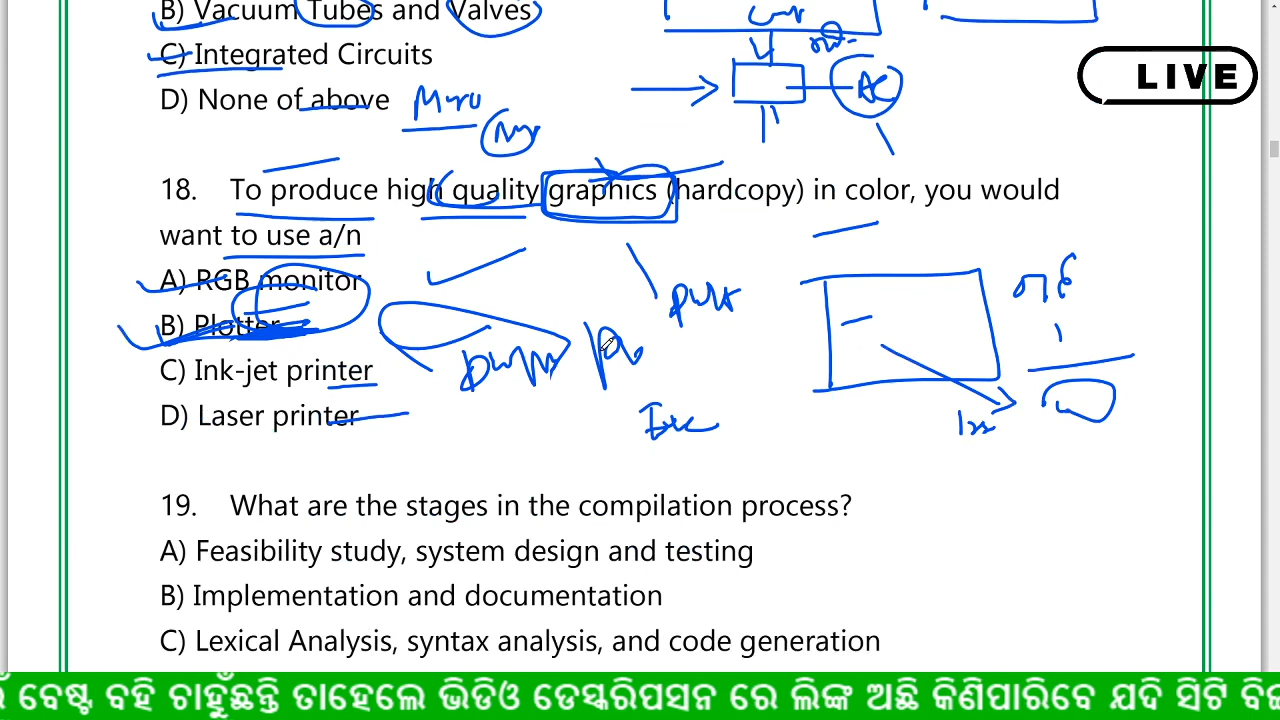 B) Vacuum Tubes and Valves
C) Integrated Circuits
LIVE
D) None of above
18. To produce high quality graphics (hardcopy) in color, you would
want to use a/n
A) RGB monitor
B) Plotter
C) Ink-jet printer
D) Laser printer
19. What are the stages in the compilation process?
A) Feasibility study, system design and testing
B) Implementation and documentation
C) Lexical Analysis, syntax analysis, and code generation
ବେଷ୍ଟ ବହି ଚାହୁଁଛନ୍ତି ତାହେଲେ ଭିଡିଓ ଡେସ୍କରିପସନ ରେ ଲିଙ୍କ ଅଛି କିଣିପାରିବେ ଯଦି ସିଟି